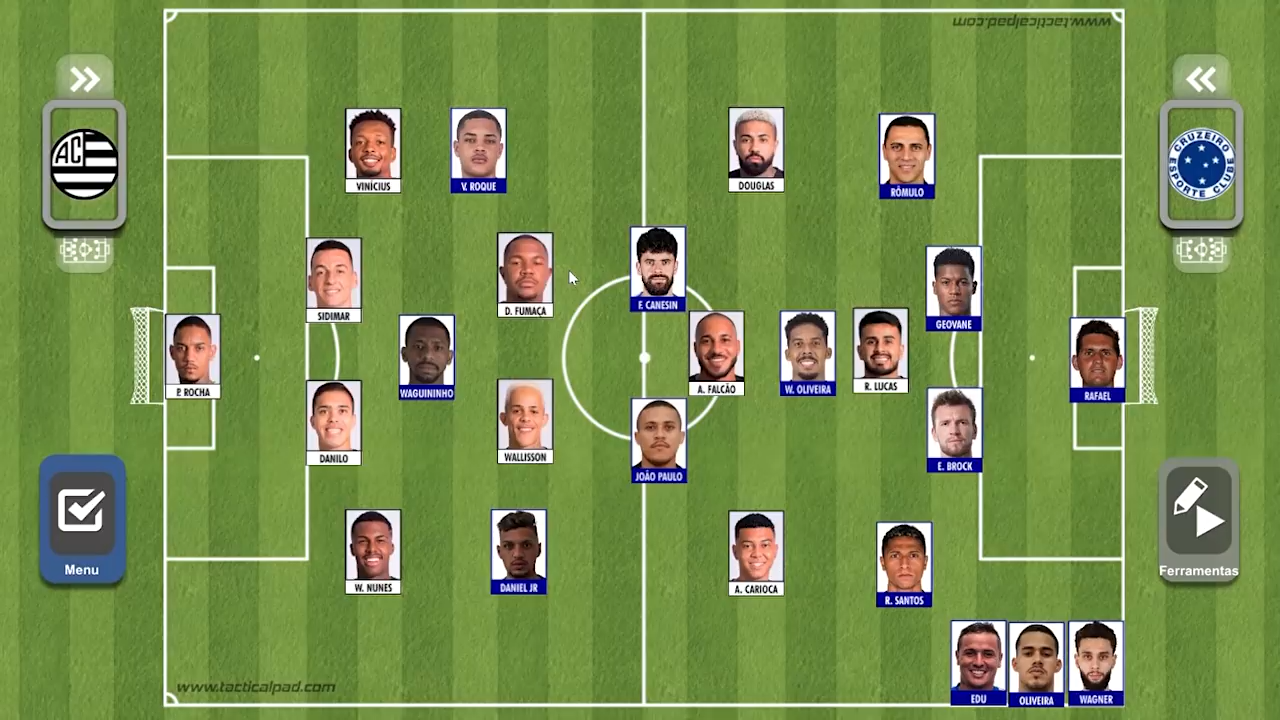 www.tacticalpad.com
AC
CRUZEIRO
ESPORTE CLUBE
VINÍCIUS
V. ROQUE
DOUGLAS
RÔMULO
SIDIMAR
D. FUMAÇA
F. CANESIN
GEOVANE
P. ROCHA
WAGUININHO
A. FALCÃO
W. OLIVEIRA
R. LUCAS
RAFAEL
DANILO
WALLISSON
JOÃO PAULO
E. BROCK
Menu
Ferramentas
W. NUNES
DANIEL JR
A. CARIOCA
R. SANTOS
www.tacticalpad.com
EDU
OLIVEIRA
WAGNER